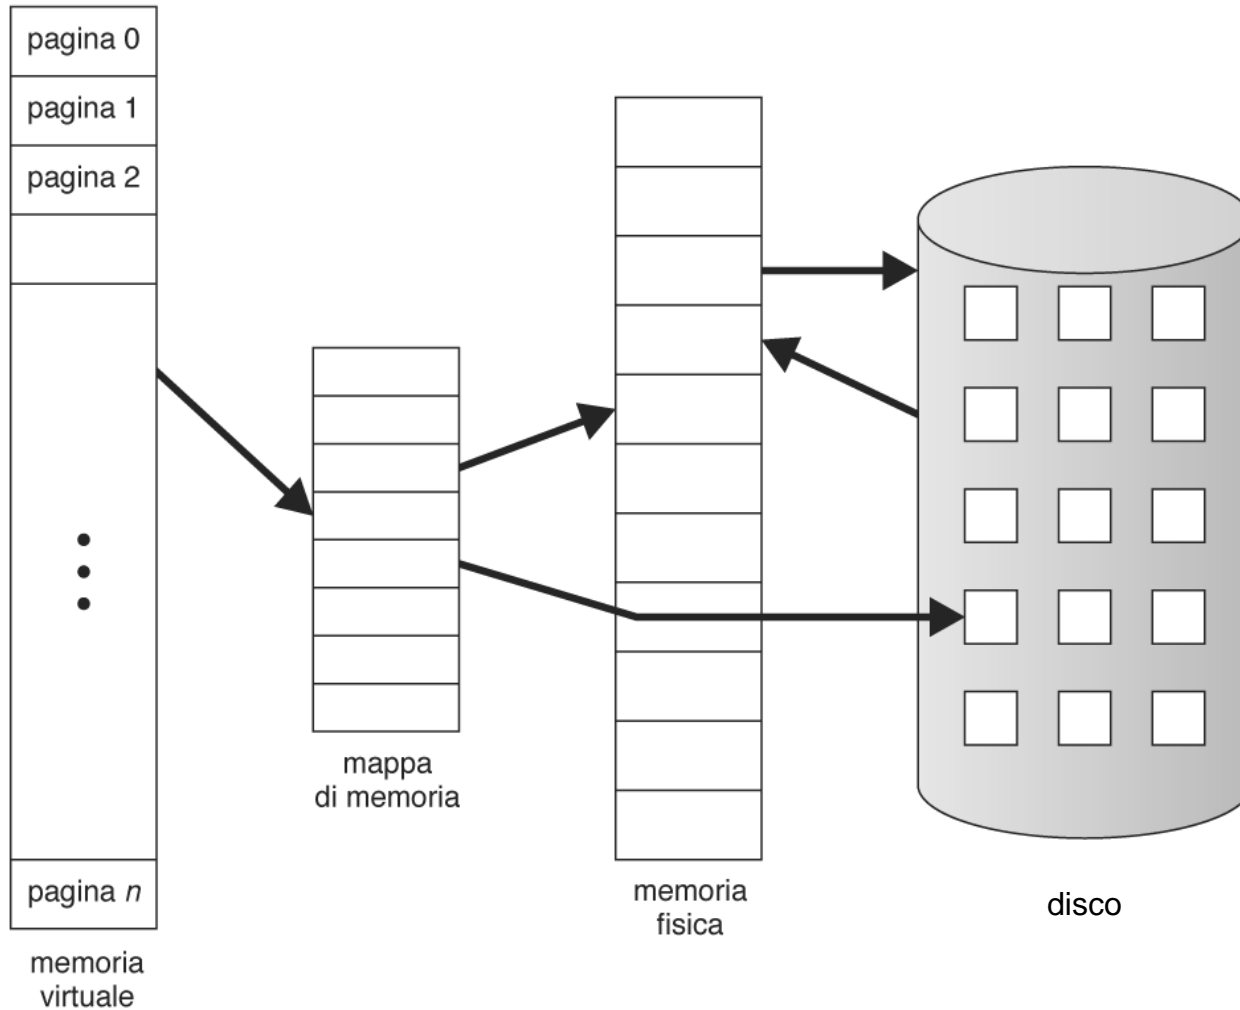 pagina 0
pagina 1
pagina 2
pagina n
memoria
virtuale
mappa
di memoria
memoria
fisica
disco